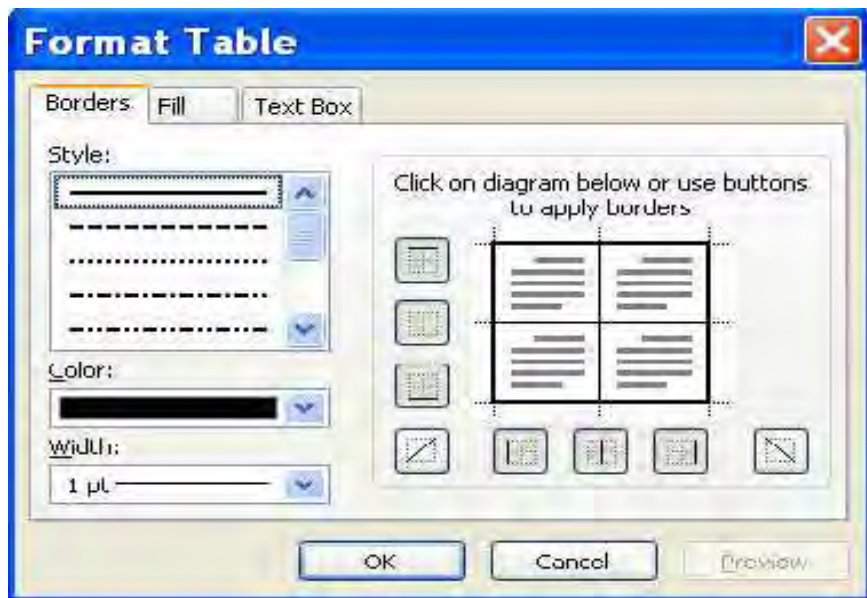 Format Table
Borders Fill Text Box
Style:
Click on diagram below or use buttons
to apply borders
Color:
Width:
1 pt
OK Cancel Preview